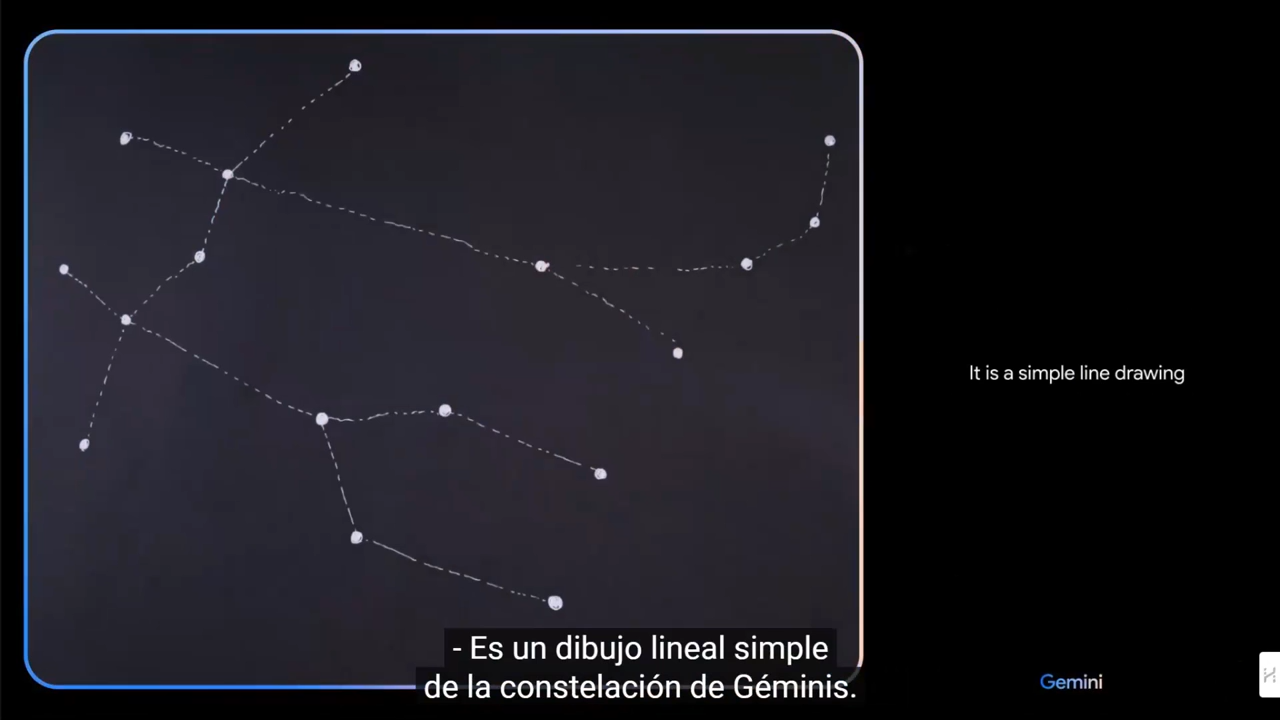 It is a simple line drawing
- Es un dibujo lineal simple
de la constelación de Géminis.
Gemini